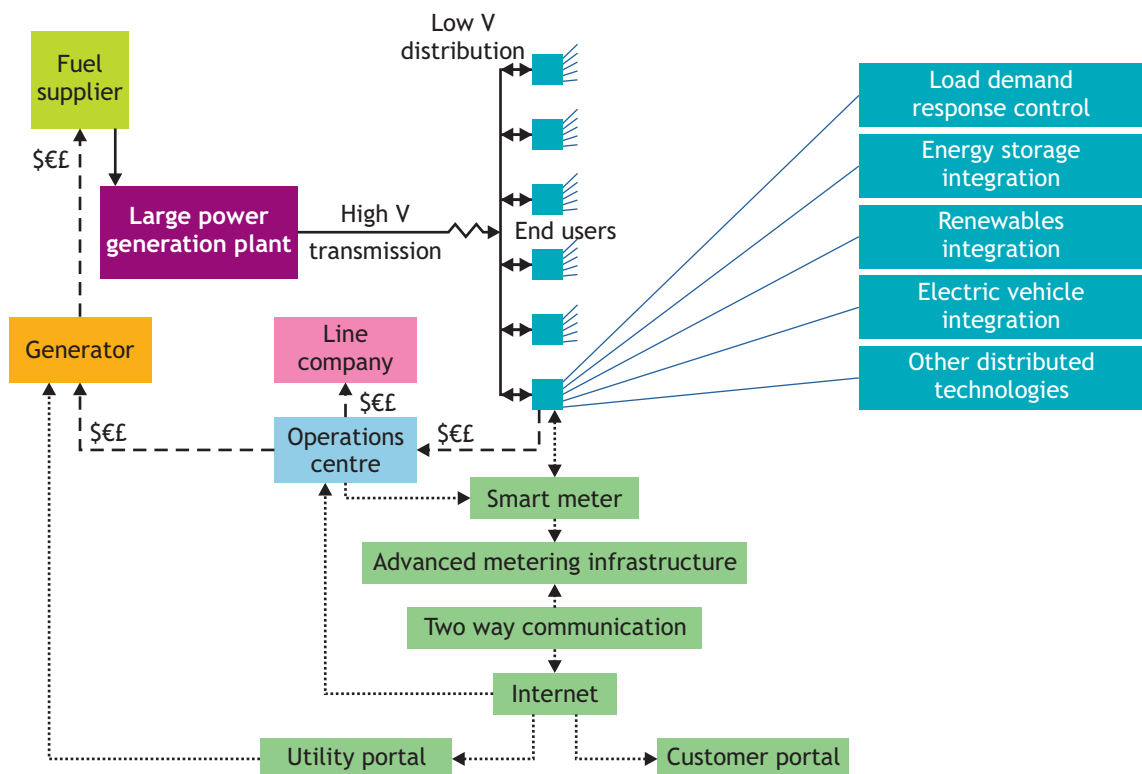 Low V
distribution
Fuel
supplier
Load demand
response control
$€£
Energy storage
integration
Large power
generation plant
High V
transmission
End users
Renewables
integration
Electric vehicle
integration
Generator
Line
company
Other distributed
technologies
$€£
$€£
$€£
Operations
centre
Smart meter
Advanced metering infrastructure
Two way communication
Internet
Utility portal
Customer portal